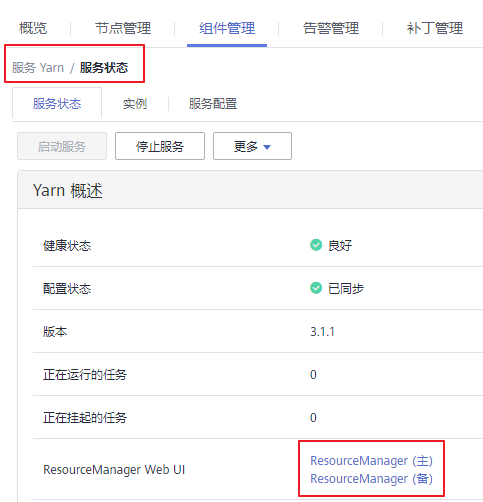 概览 节点管理 组件管理 告警管理 补丁管理
服务 Yarn / 服务状态
服务状态 实例 服务配置
启动服务 停止服务 更多
Yarn 概述
健康状态 良好
配置状态 已同步
版本 3.1.1
正在运行的任务 0
正在挂起的任务 0
ResourceManager (主)
ResourceManager Web UI
ResourceManager (备)